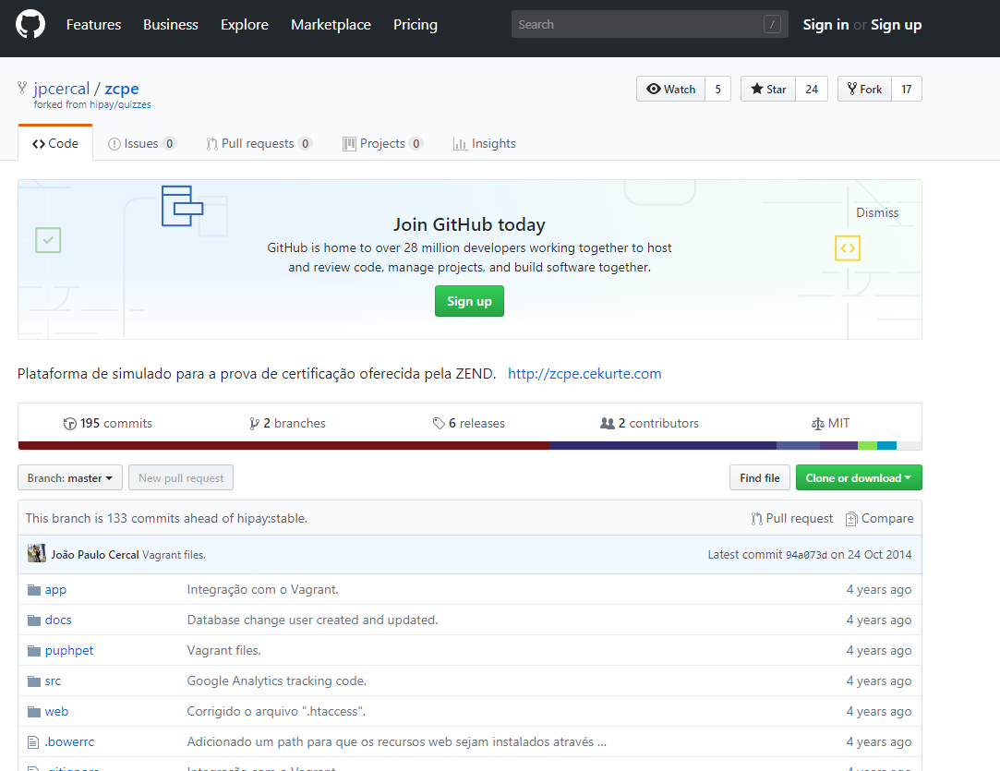 Features Business Explore Marketplace Pricing Search / Sign in or Sign up
jpcercal / zcpe
forked from hipay/quizzes
Watch 5 Star 24 Fork 17
Code Issues 0 Pull requests 0 Projects 0 Insights
Dismiss
Join GitHub today
GitHub is home to over 28 million developers working together to host
and review code, manage projects, and build software together.
Sign up
Plataforma de simulado para a prova de certificação oferecida pela ZEND. http://zcpe.cekurte.com
195 commits 2 branches 6 releases 2 contributors MIT
Branch: master New pull request Find file Clone or download
This branch is 133 commits ahead of hipay:stable. Pull request Compare
João Paulo Cercal Vagrant files. Latest commit 94a073d on 24 Oct 2014
app Integração com o Vagrant. 4 years ago
docs Database change user created and updated. 4 years ago
puphpet Vagrant files. 4 years ago
src Google Analytics tracking code. 4 years ago
web Corrigido o arquivo ".htaccess". 4 years ago
.bowerrc Adicionado um path para que os recursos web sejam instalados através ... 4 years ago
.gitignore Integração com o Vagrant. 4 years ago